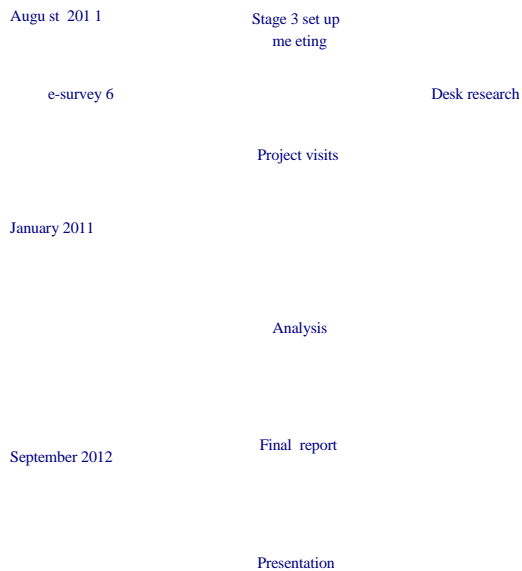 Augu st 201 1
Stage 3 set up
me eting
e-survey 6
Desk research
Project visits
January 2011
Analysis
Final report
September 2012
Presentation